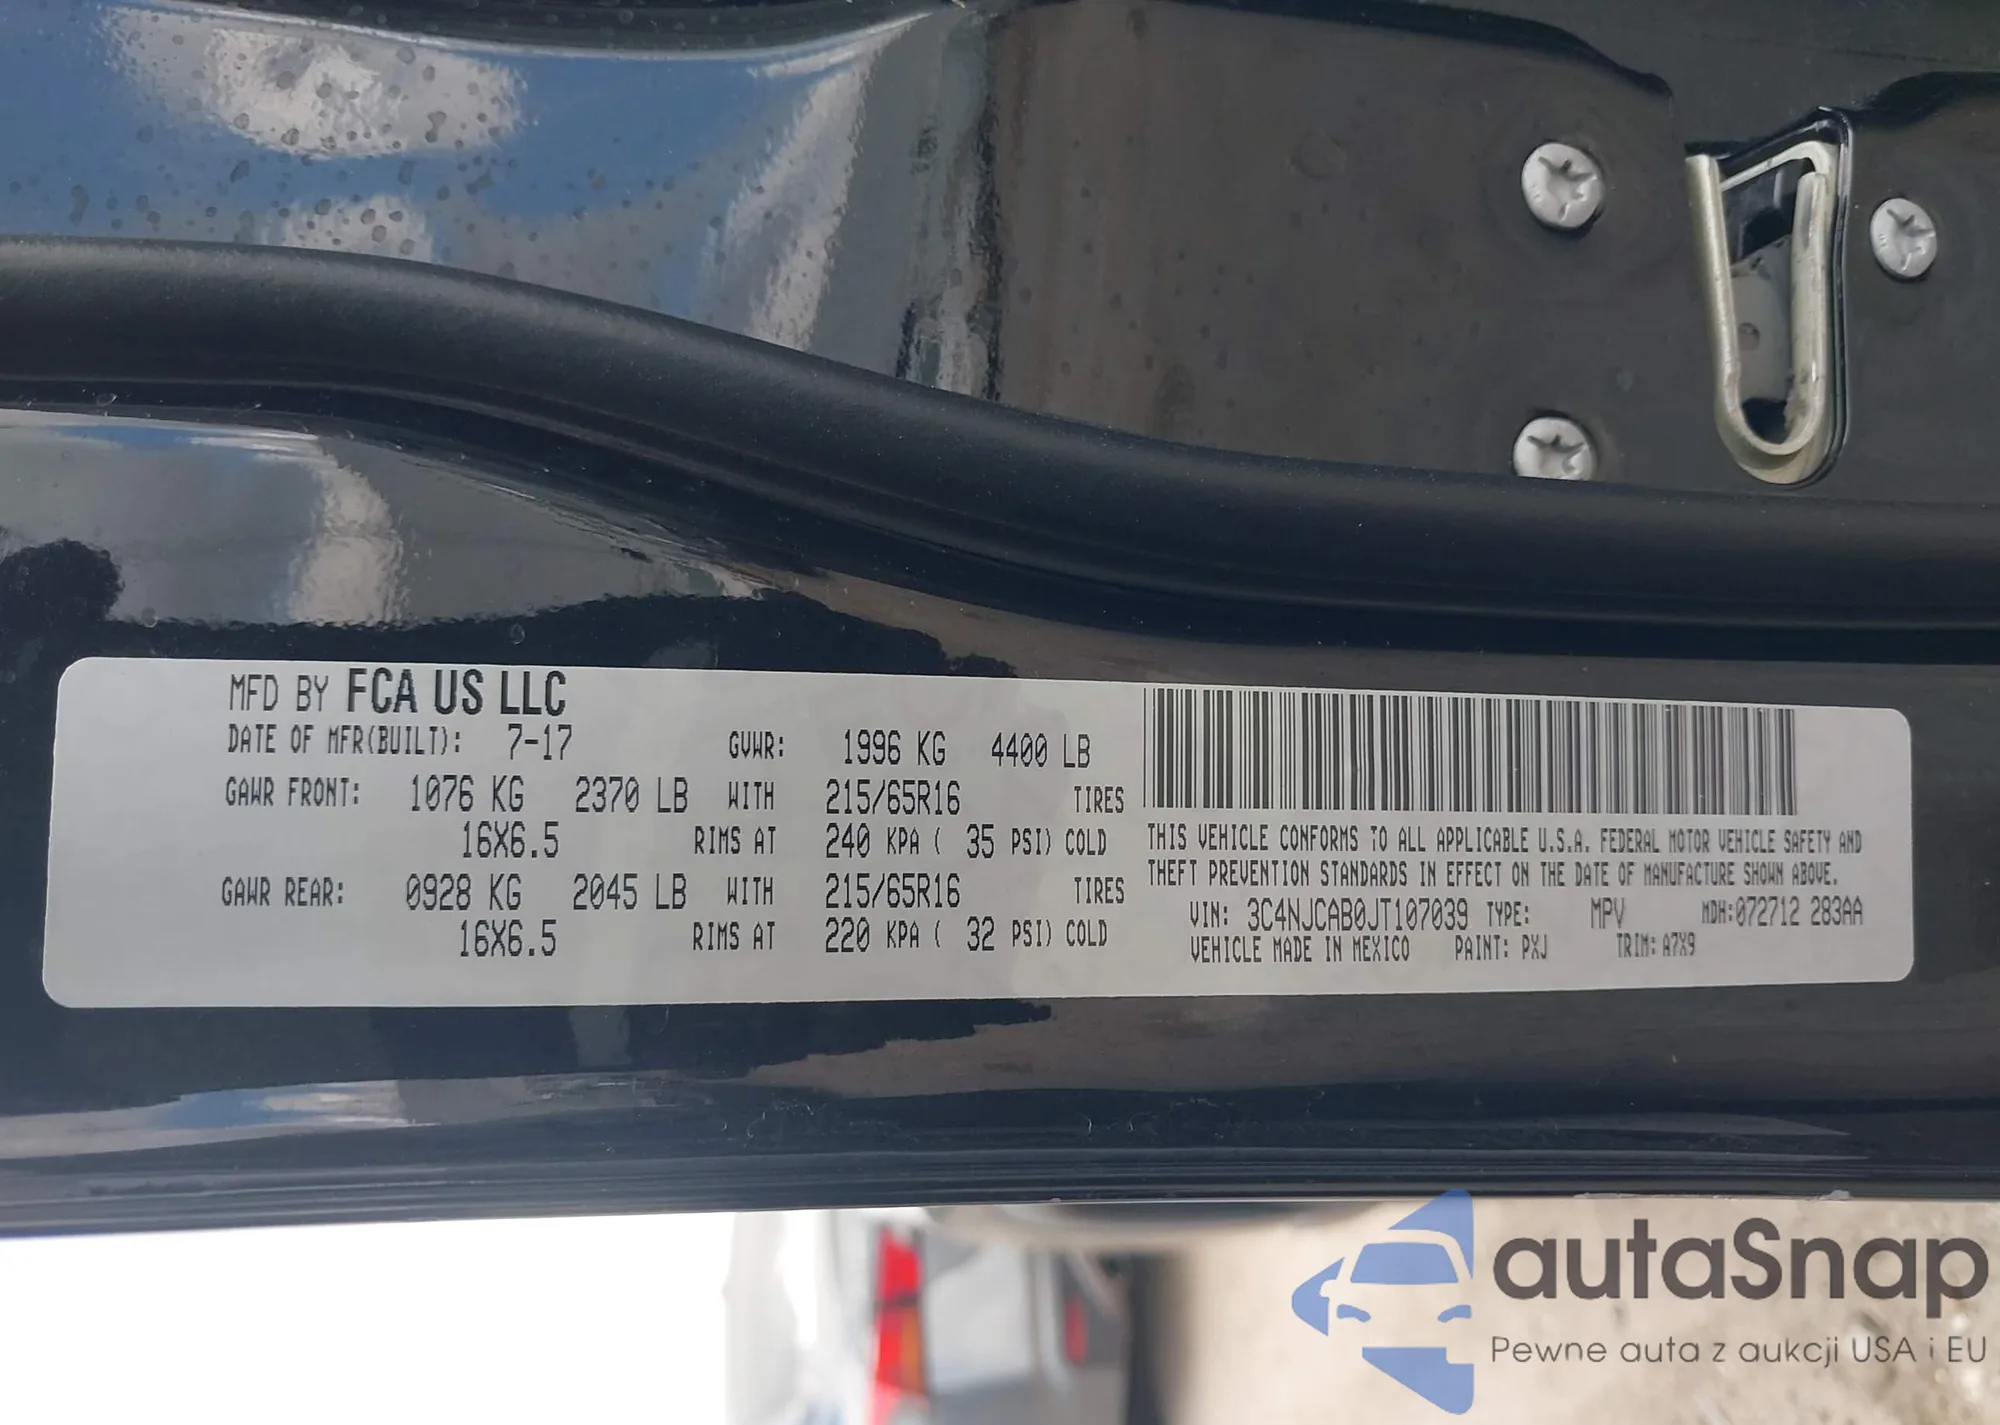 MFD BY FCA US LLC
DATE OF MFR(BUILT): 7-17 GVWR: 1996 KG 4400 LB
GAWR FRONT: 1076 KG 2370 LB WITH 215/65R16 TIRES
16X6.5 RIMS AT 240 KPA ( 35 PSI) COLD
GAWR REAR: 0928 KG 2045 LB WITH 215/65R16 TIRES
16X6.5 RIMS AT 220 KPA ( 32 PSI) COLD
THIS VEHICLE CONFORMS TO ALL APPLICABLE U.S.A. FEDERAL MOTOR VEHICLE SAFETY AND
THEFT PREVENTION STANDARDS IN EFFECT ON THE DATE OF MANUFACTURE SHOWN ABOVE.
VIN: 3C4NJCAB0JT107039 TYPE: MPV MDH:072712 283AA
VEHICLE MADE IN MEXICO PAINT: PXJ TRIM: A7X9
autaSnap
Pewne auta z aukcji USA i EU